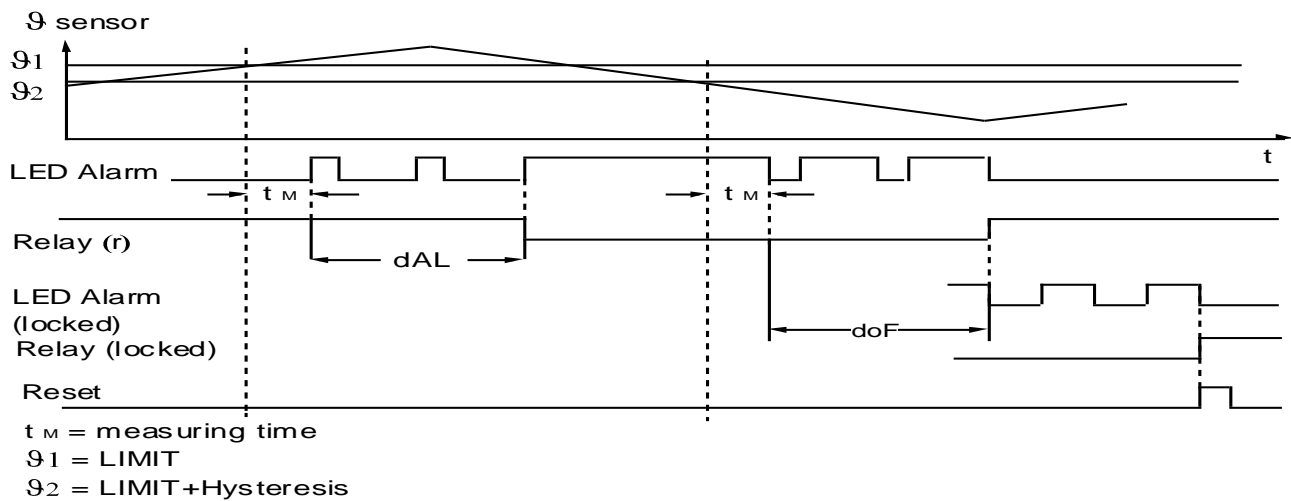 ϑ sensor
ϑ1
ϑ2
t
LED Alarm
t M
t M
Relay (r)
dAL
LED Alarm
(locked)
doF
Relay (locked)
Reset
t M = measuring time
ϑ1 = LIMIT
ϑ2 = LIMIT+Hysteresis